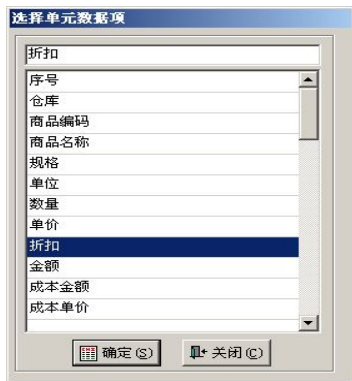 选择单元数据项
折扣
序号
仓库
商品编码
商品名称
规格
单位
数量
单价
折扣
金额
成本金额
成本单价
确定(S) 关闭(C)